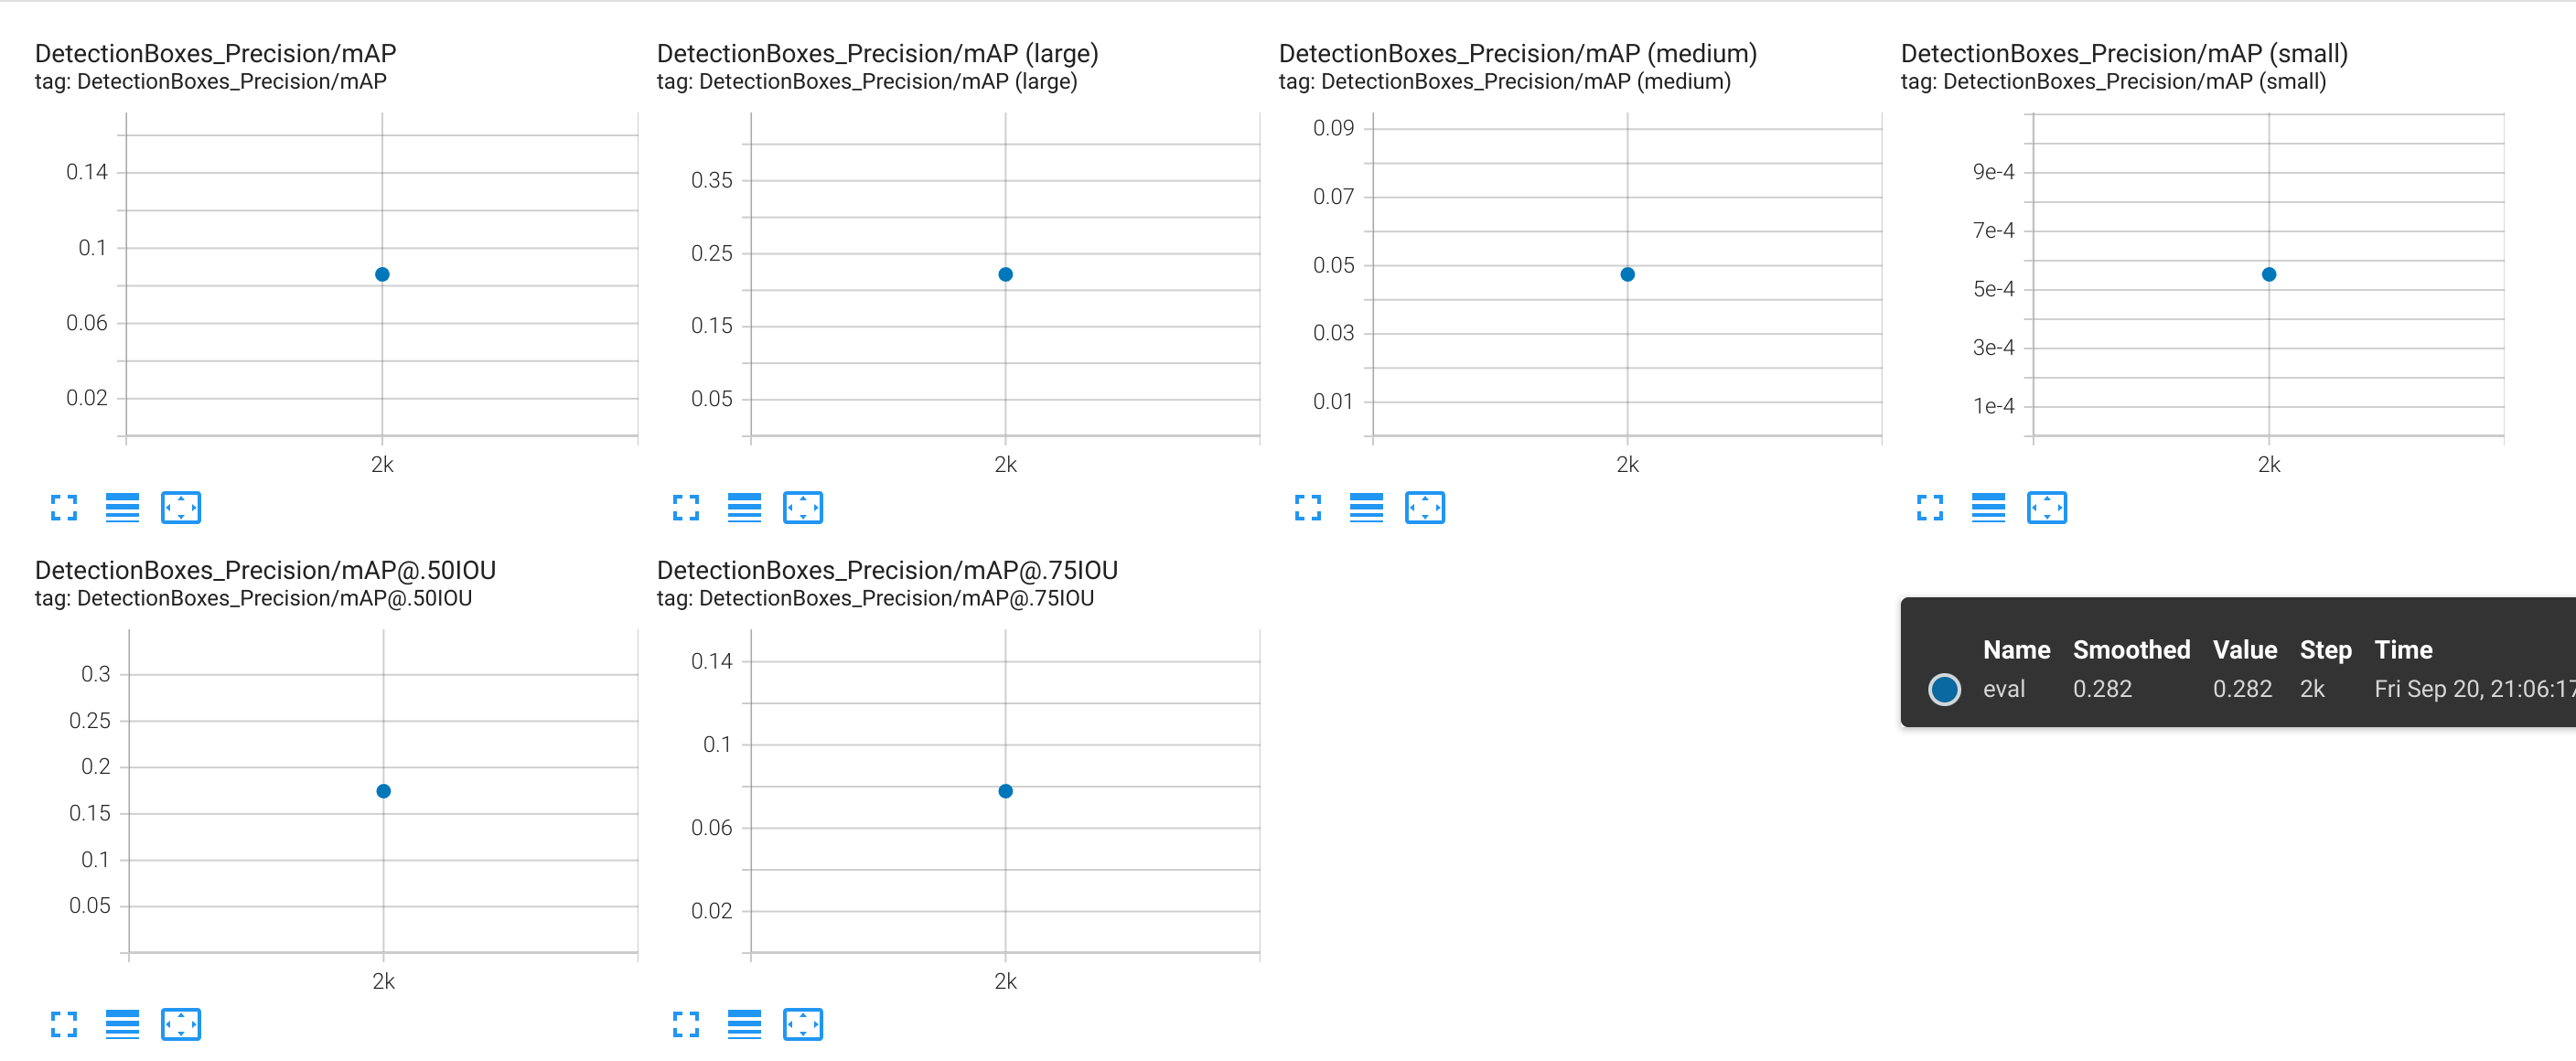 DetectionBoxes_Precision/mAP
tag: DetectionBoxes_Precision/mAP
0.14
0.1
0.06
0.02
2k
DetectionBoxes_Precision/mAP (large)
tag: DetectionBoxes_Precision/mAP (large)
0.35
0.25
0.15
0.05
2k
DetectionBoxes_Precision/mAP (medium)
tag: DetectionBoxes_Precision/mAP (medium)
0.09
0.07
0.05
0.03
0.01
2k
DetectionBoxes_Precision/mAP (small)
tag: DetectionBoxes_Precision/mAP (small)
9e-4
7e-4
5e-4
3e-4
1e-4
2k
DetectionBoxes_Precision/mAP@.50IOU
tag: DetectionBoxes_Precision/mAP@.50IOU
0.3
0.25
0.2
0.15
0.1
0.05
2k
DetectionBoxes_Precision/mAP@.75IOU
tag: DetectionBoxes_Precision/mAP@.75IOU
0.14
0.1
0.06
0.02
2k
Name Smoothed Value Step Time
eval 0.282 0.282 2k Fri Sep 20, 21:06:17